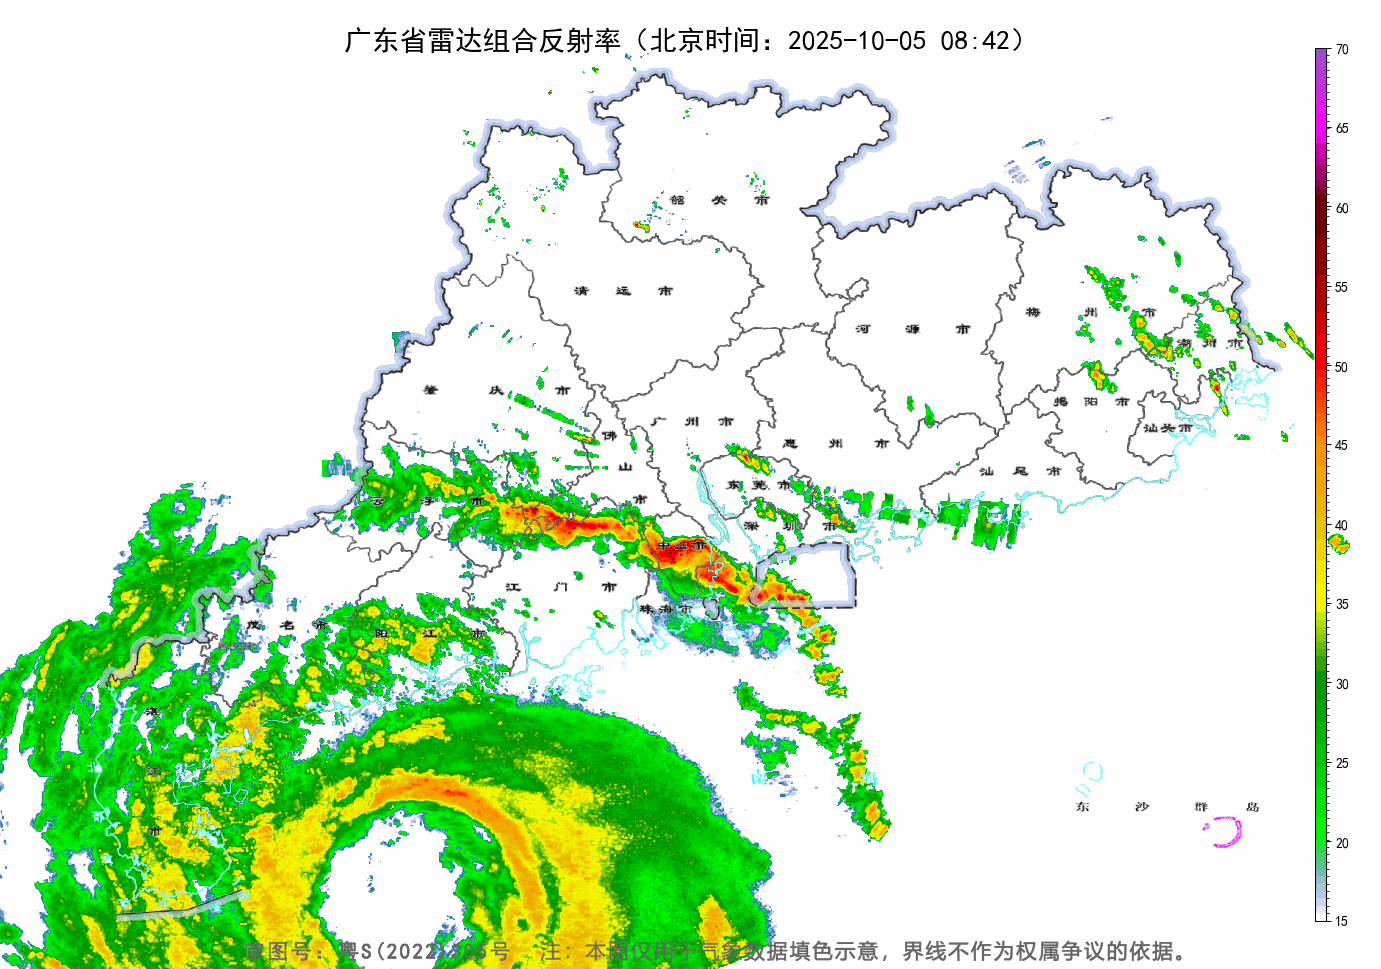 广东省雷达组合反射率（北京时间：2025-10-05 08:42）
70
65
60
55
50
45
40
35
30
25
20
15
韶关市
清远市
河源市
梅州市
潮州市
肇庆市
揭阳市
汕头市
佛山市
广州市
惠州市
汕尾市
云浮市
东莞市
深圳市
中山市
江门市
珠海市
茂名市
阳江市
湛江市
东沙群岛
审图号：粤S(2022)006号 注：本图仅用于气象数据填色示意，界线不作为权属争议的依据。